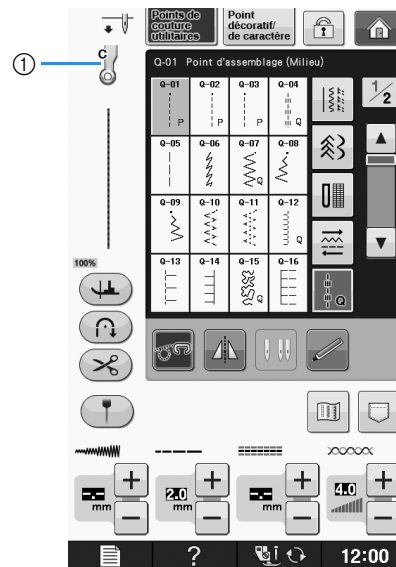 Points de couture utilitaires
Point décoratif/ de caractère
①
C
Q-01 Point d'assemblage (Milieu)
1/2
Q-01 Q-02 Q-03 Q-04
P P P Q
Q-05 Q-06 Q-07 Q-08
Q
Q-09 Q-10 Q-11 Q-12
Q
Q-13 Q-14 Q-15 Q-16
Q
Q
100%
-.- mm + −
2.0 mm + −
-.- mm + −
4.0 + −
? 12:00